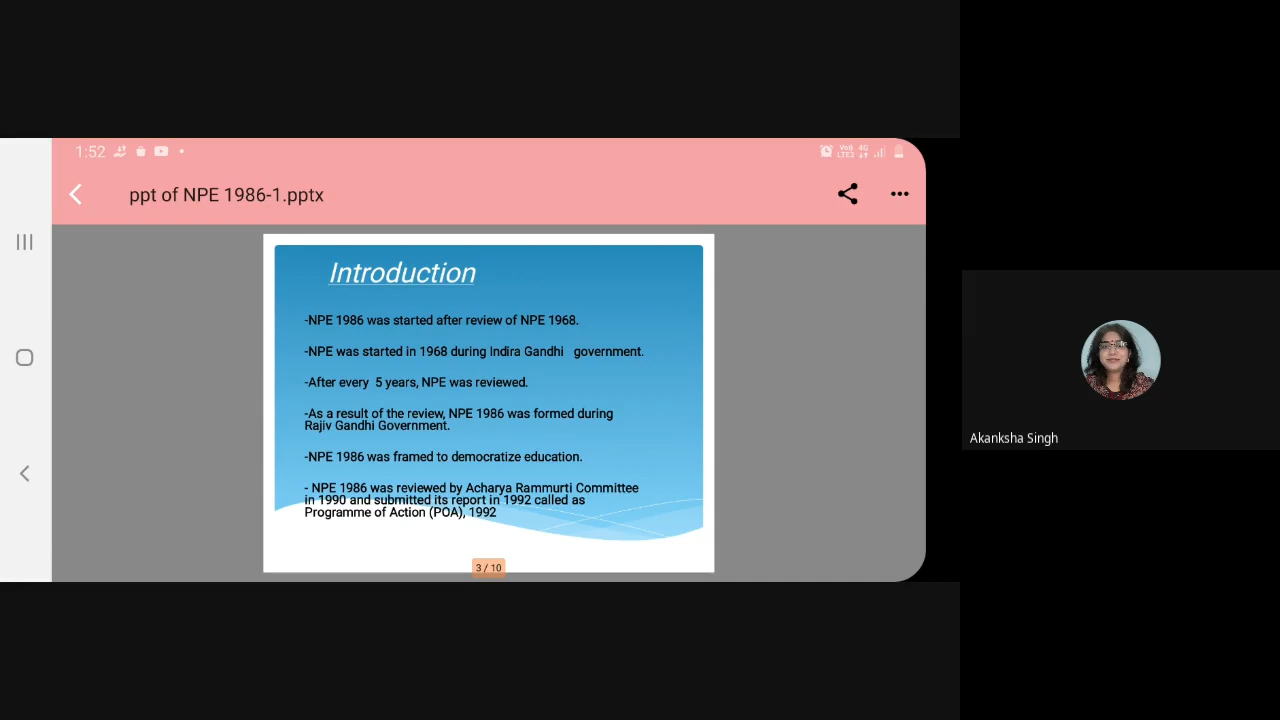 1:52
Vo)) 4G
LTE2
ppt of NPE 1986-1.pptx
Introduction
-NPE 1986 was started after review of NPE 1968.
-NPE was started in 1968 during Indira Gandhi government.
-After every 5 years, NPE was reviewed.
-As a result of the review, NPE 1986 was formed during
Rajiv Gandhi Government.
-NPE 1986 was framed to democratize education.
- NPE 1986 was reviewed by Acharya Rammurti Committee
in 1990 and submitted its report in 1992 called as
Programme of Action (POA), 1992
3 / 10
Akanksha Singh